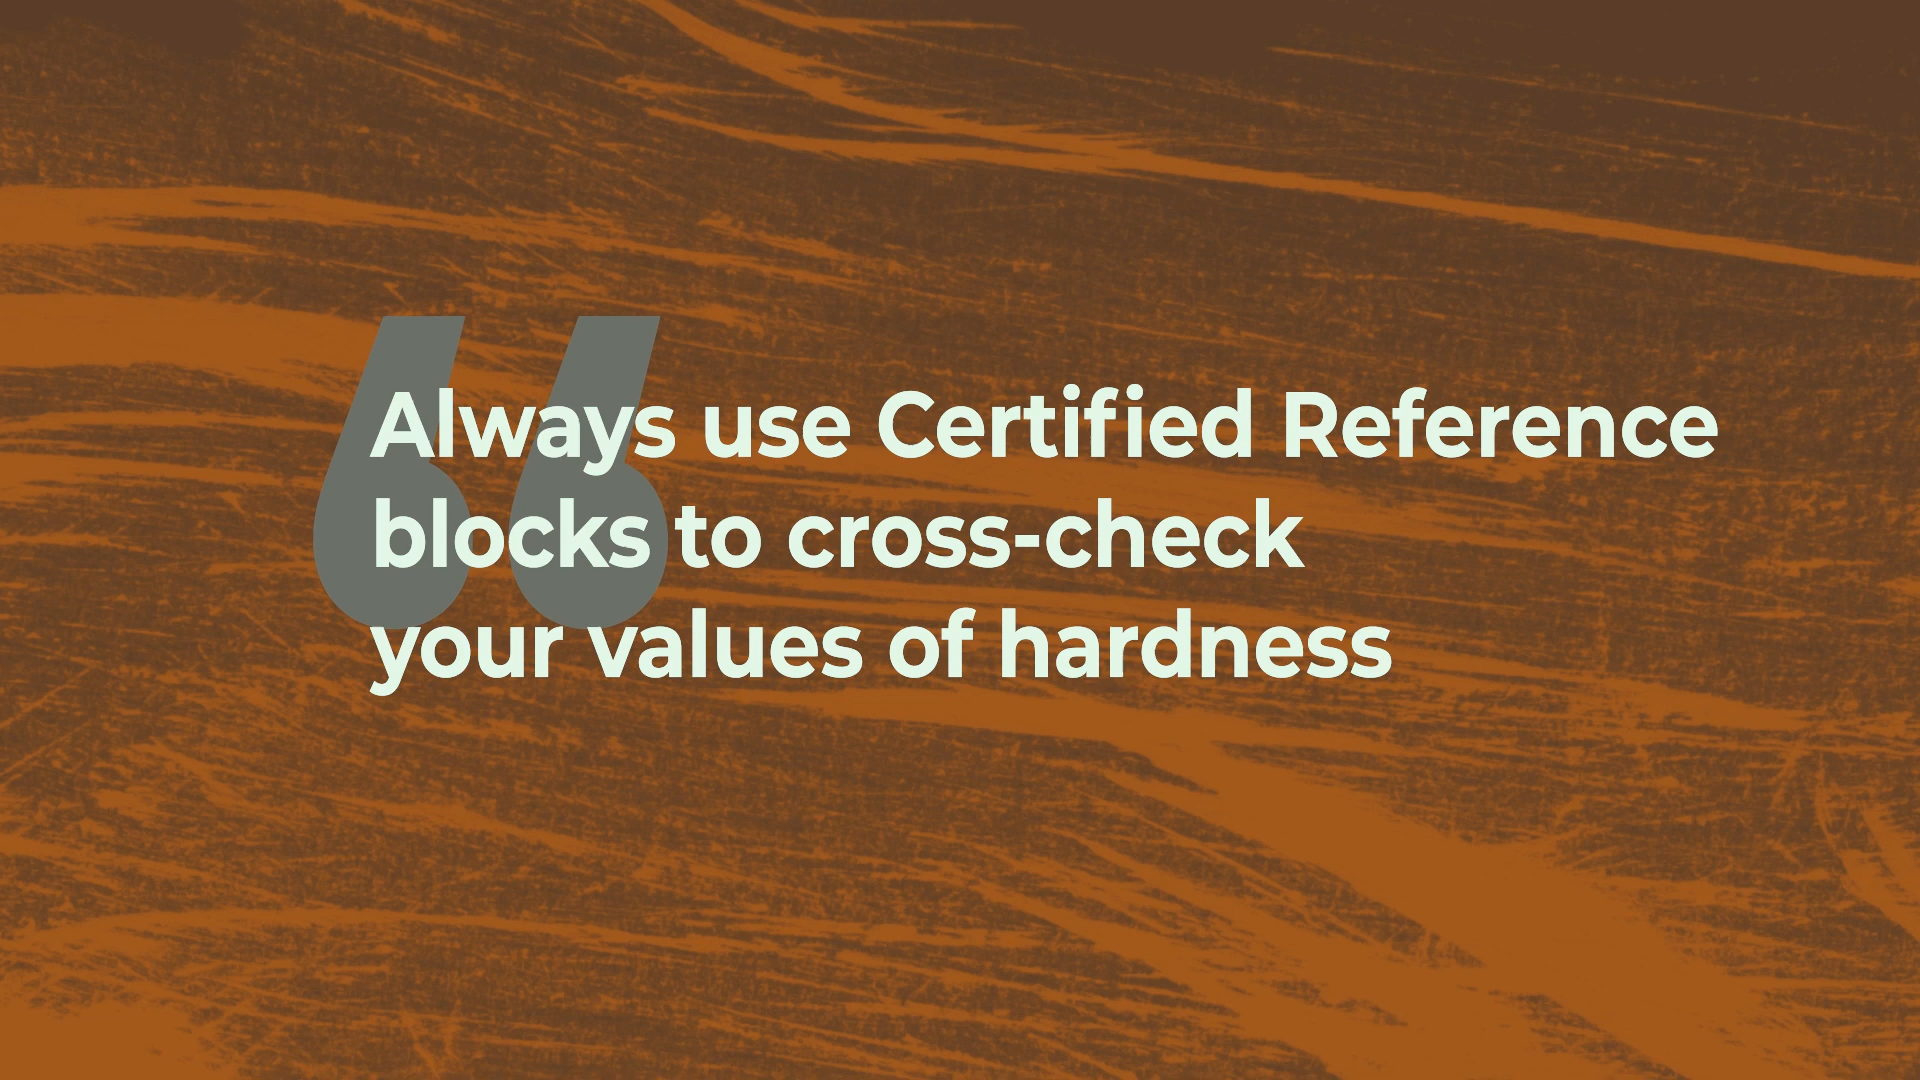 “
Always use Certified Reference
blocks to cross-check
your values of hardness